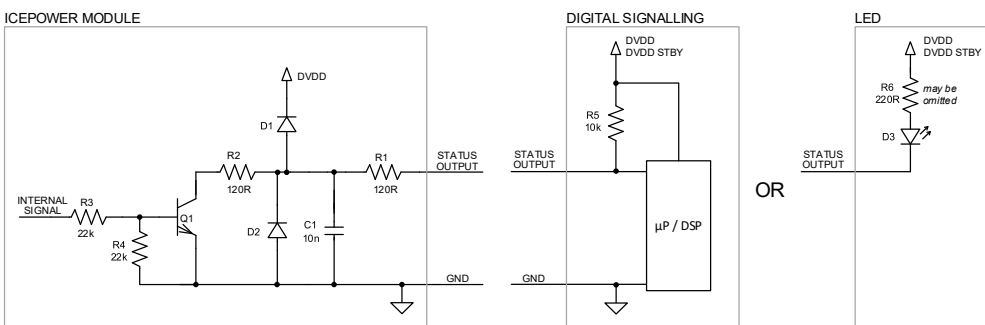 ICEPOWER MODULE
DVDD
D1
R2
120R
R1
120R
STATUS
OUTPUT
INTERNAL
SIGNAL
R3
22k
R4
22k
Q1
D2
C1
10n
GND
DIGITAL SIGNALLING
DVDD
DVDD STBY
R5
10k
STATUS
OUTPUT
µP / DSP
GND
OR
LED
DVDD
DVDD STBY
R6
220R
may be
omitted
D3
STATUS
OUTPUT